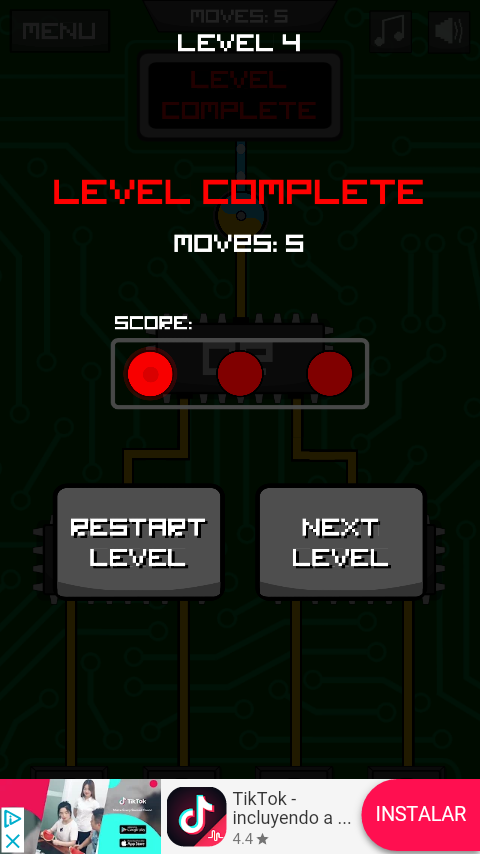 MENU
MOVES: 5
LEVEL 4
LEVEL
COMPLETE
LEVEL COMPLETE
MOVES: 5
SCORE:
RESTART
LEVEL
NEXT
LEVEL
TikTok
TikTok -
incluyendo a ...
4.4
INSTALAR